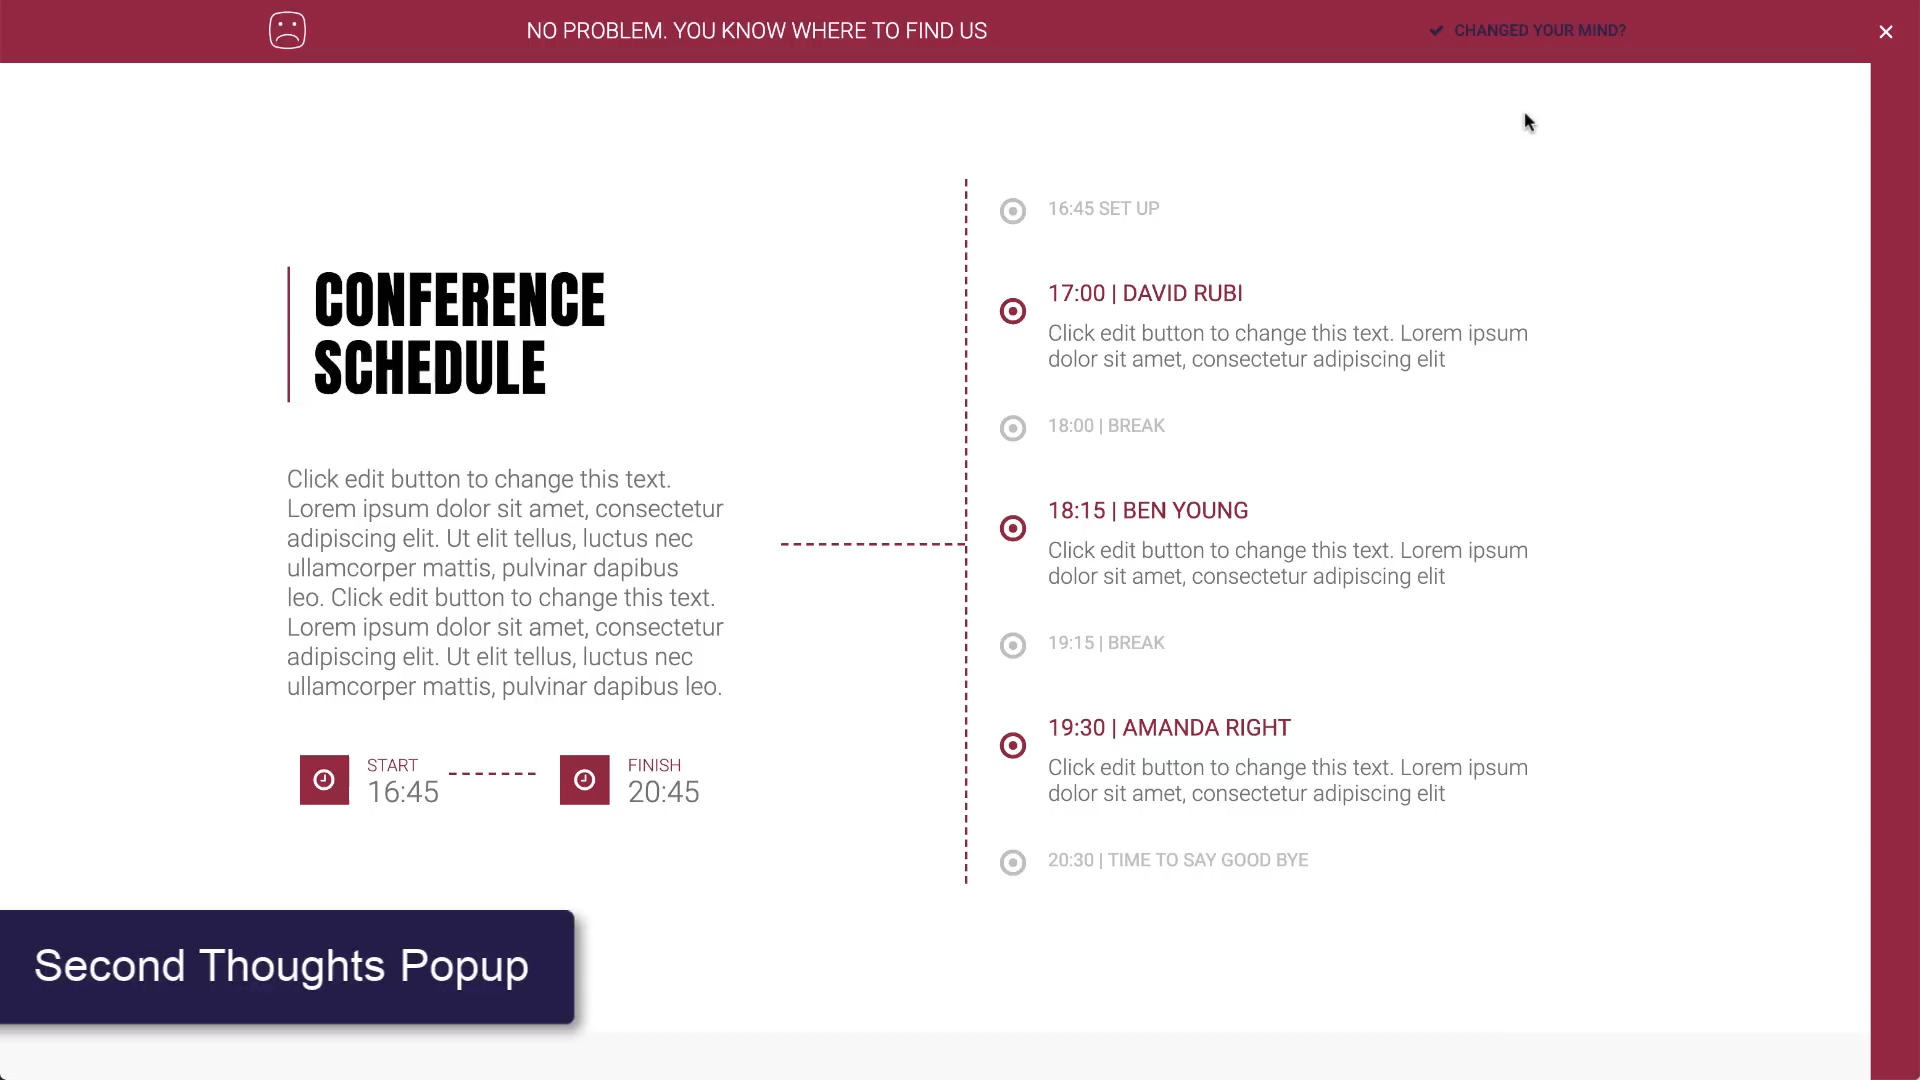 NO PROBLEM. YOU KNOW WHERE TO FIND US
CHANGED YOUR MIND?
CONFERENCE
SCHEDULE
Click edit button to change this text.
Lorem ipsum dolor sit amet, consectetur
adipiscing elit. Ut elit tellus, luctus nec
ullamcorper mattis, pulvinar dapibus
leo. Click edit button to change this text.
Lorem ipsum dolor sit amet, consectetur
adipiscing elit. Ut elit tellus, luctus nec
ullamcorper mattis, pulvinar dapibus leo.
START
16:45
FINISH
20:45
16:45 SET UP
17:00 | DAVID RUBI
Click edit button to change this text. Lorem ipsum
dolor sit amet, consectetur adipiscing elit
18:00 | BREAK
18:15 | BEN YOUNG
Click edit button to change this text. Lorem ipsum
dolor sit amet, consectetur adipiscing elit
19:15 | BREAK
19:30 | AMANDA RIGHT
Click edit button to change this text. Lorem ipsum
dolor sit amet, consectetur adipiscing elit
20:30 | TIME TO SAY GOOD BYE
Second Thoughts Popup